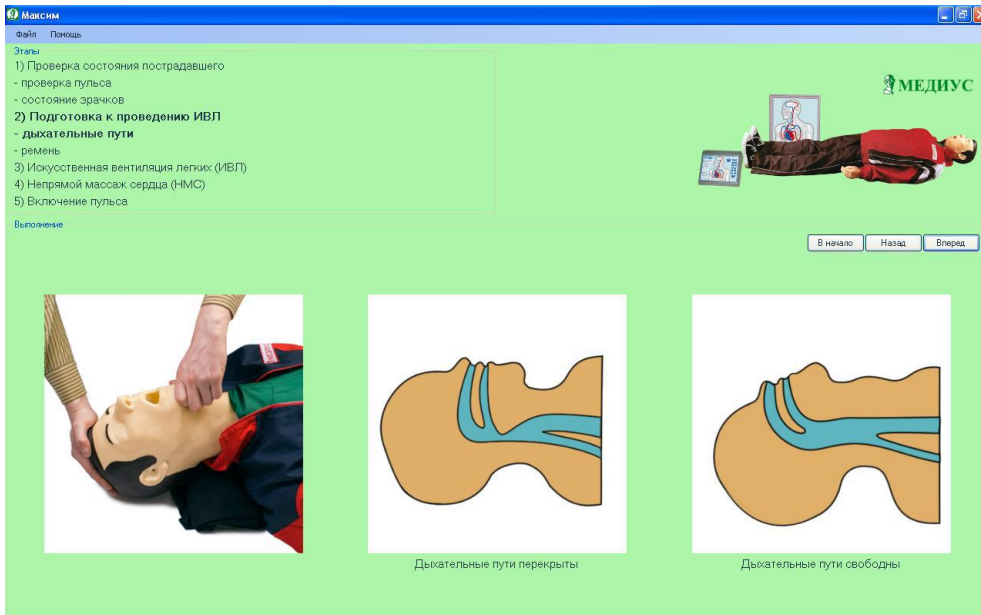 Максим
Файл Помощь
Этапы
1) Проверка состояния пострадавшего
- проверка пульса
- состояние зрачков
2) Подготовка к проведению ИВЛ
- дыхательные пути
- ремень
3) Искусственная вентиляция легких (ИВЛ)
4) Непрямой массаж сердца (НМС)
5) Включение пульса
МЕДИУС
Выполнение
В начало Назад Вперед
Дыхательные пути перекрыты
Дыхательные пути свободны